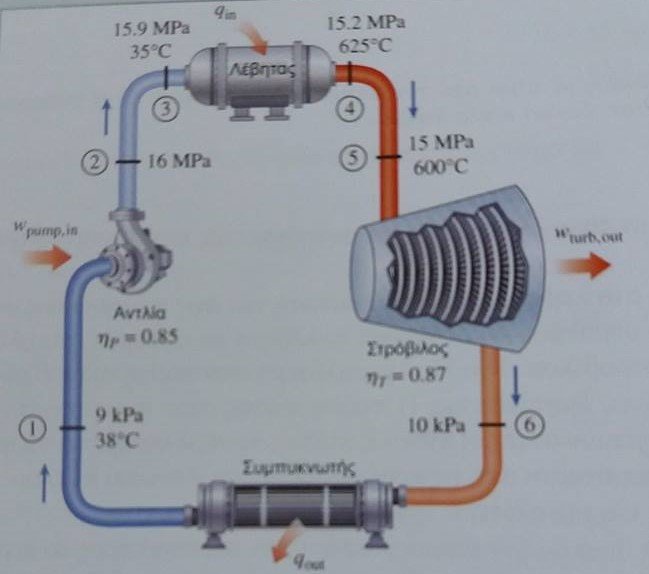 q_in
15.9 MPa
35°C
15.2 MPa
625°C
Λέβητας
③
④
②
16 MPa
⑤
15 MPa
600°C
w_pump,in
w_turb,out
Αντλία
η_P = 0.85
Στρόβιλος
η_T = 0.87
①
9 kPa
38°C
10 kPa
⑥
Συμπυκνωτής
q_out